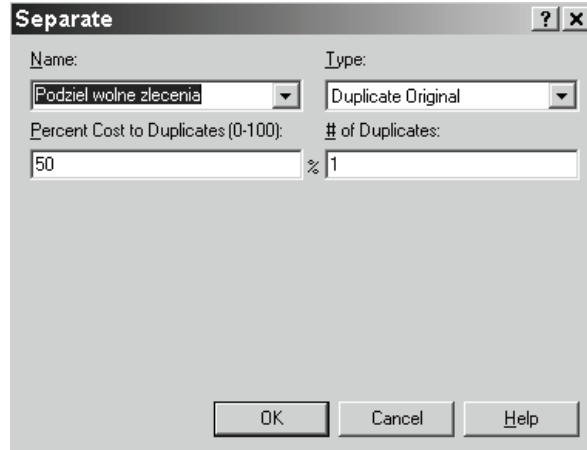 Separate
Name: Type:
Podziel wolne zlecenia Duplicate Original
Percent Cost to Duplicates (0-100): # of Duplicates:
50 % 1
OK Cancel Help